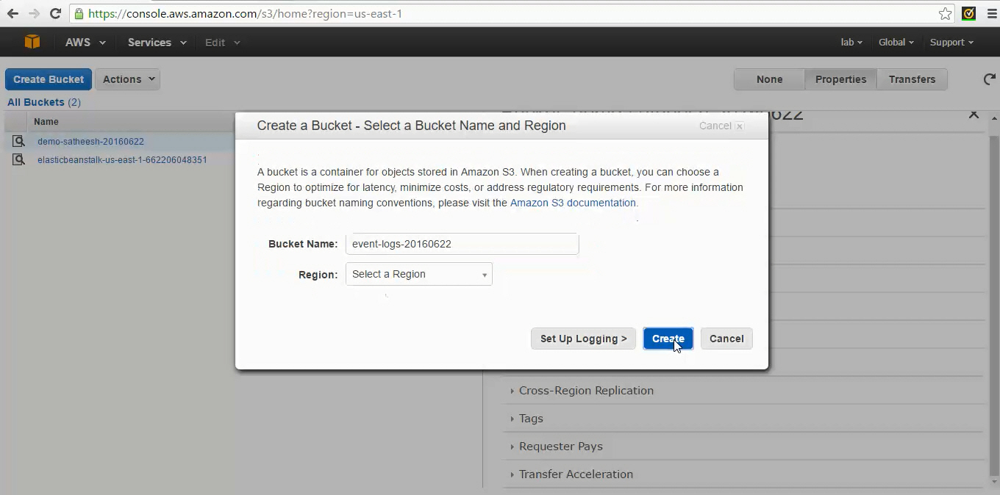 https://console.aws.amazon.com/s3/home?region=us-east-1
AWS Services Edit lab Global Support
Create Bucket Actions None Properties Transfers
All Buckets (2)
Name
demo-satheesh-20160622
elasticbeanstalk-us-east-1-662206048351
Create a Bucket - Select a Bucket Name and Region Cancel x
A bucket is a container for objects stored in Amazon S3. When creating a bucket, you can choose a
Region to optimize for latency, minimize costs, or address regulatory requirements. For more information
regarding bucket naming conventions, please visit the Amazon S3 documentation.
Bucket Name: event-logs-20160622
Region: Select a Region
Set Up Logging > Create Cancel
Cross-Region Replication
Tags
Requester Pays
Transfer Acceleration